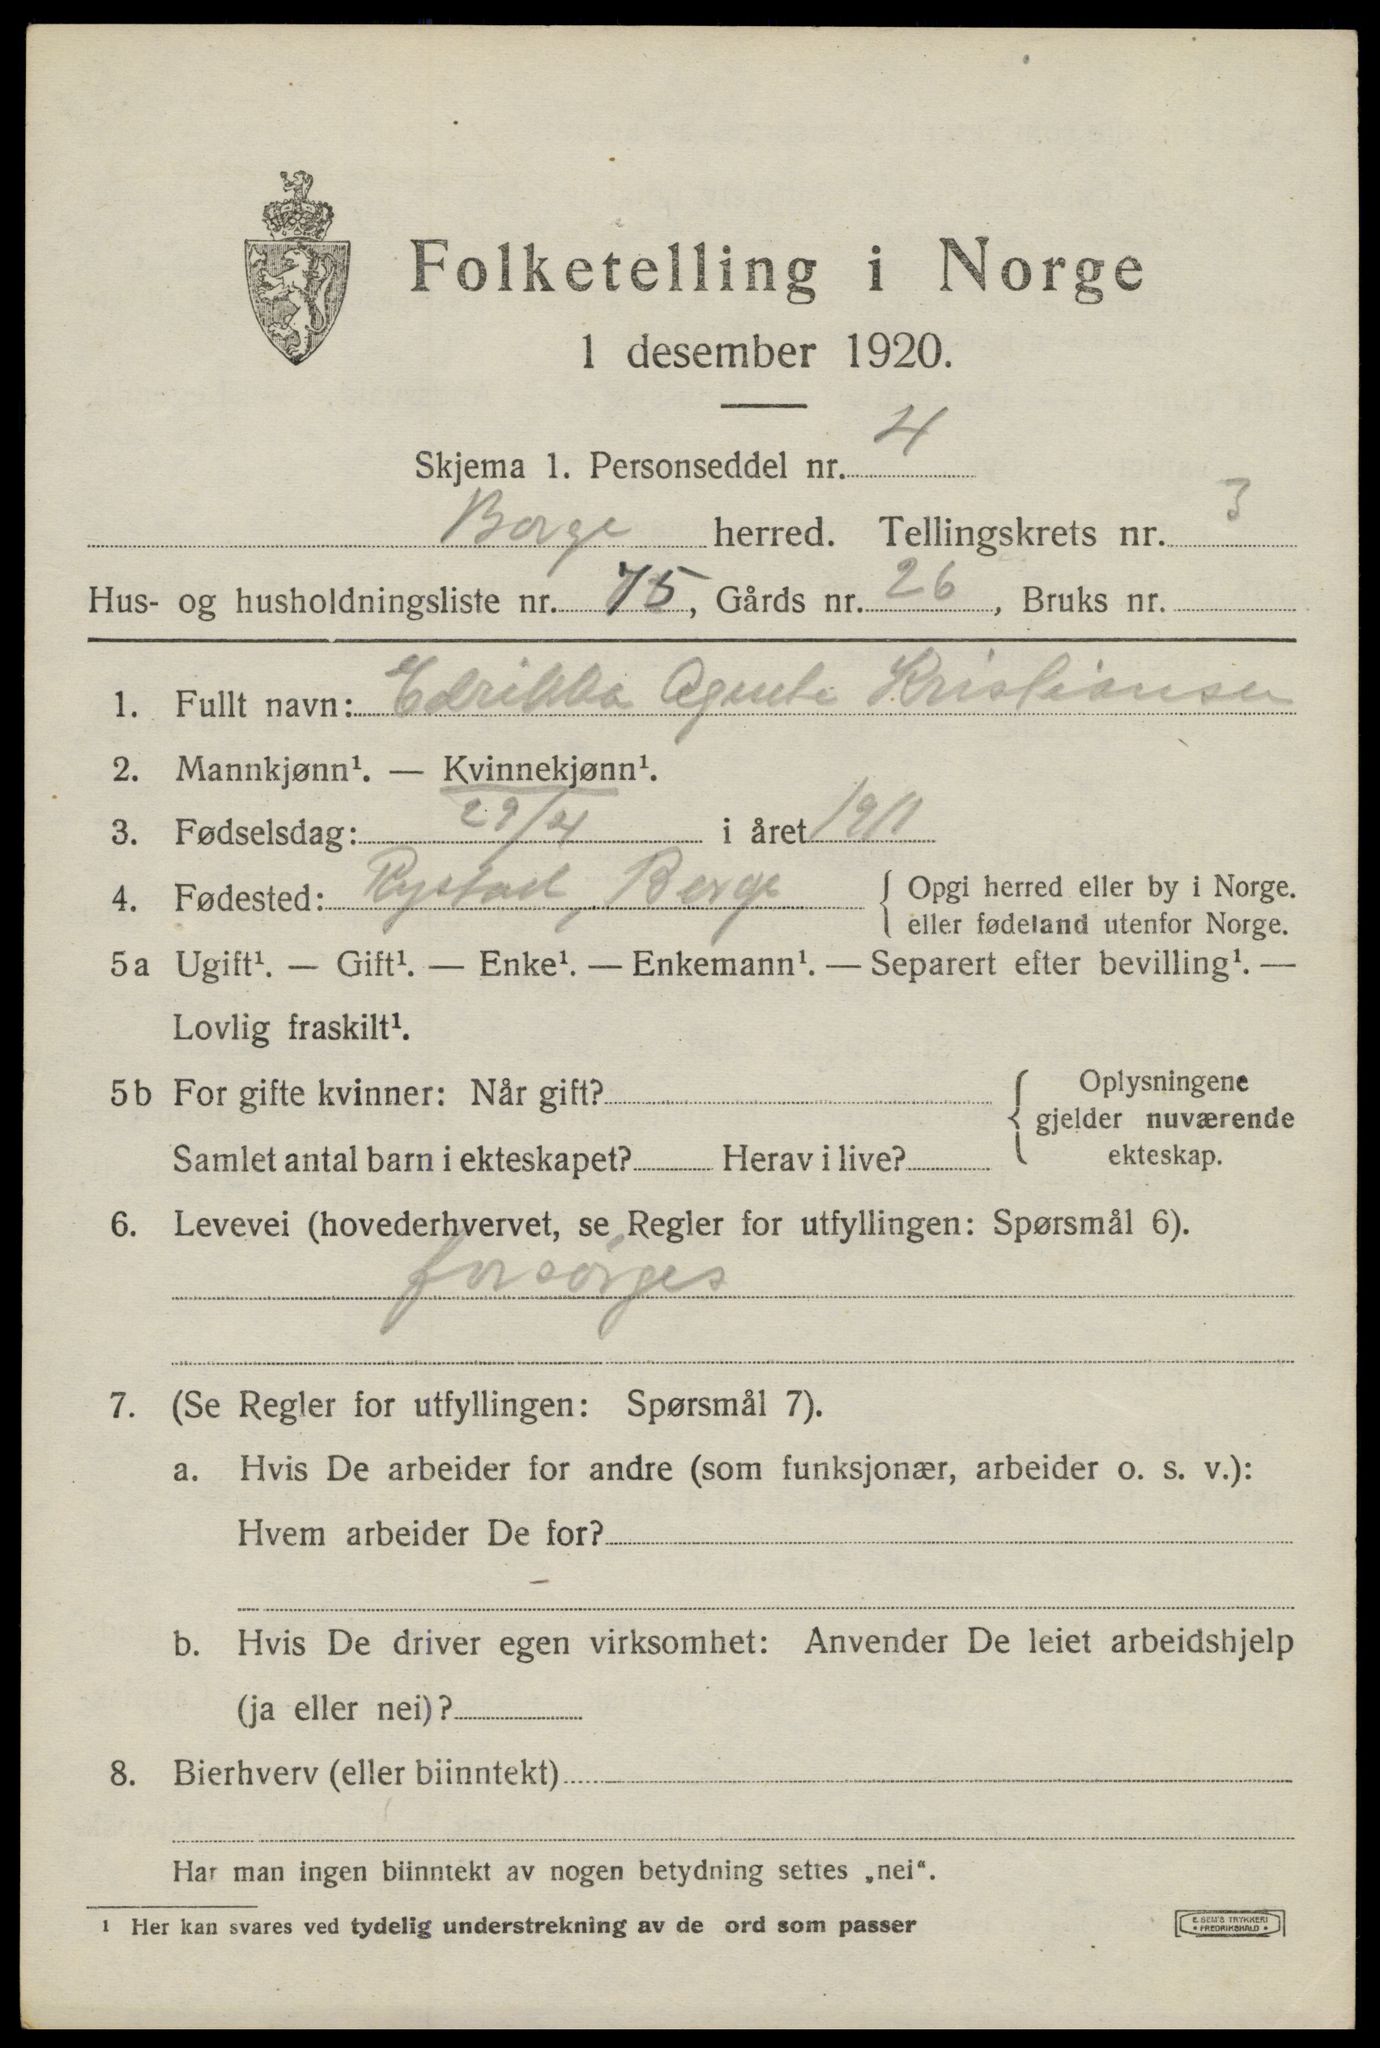 Folketelling i Norge
1 desember 1920.
Skjema 1. Personseddel nr. 4
Borge herred. Tellingskrets nr. 3
Hus- og husholdningsliste nr. 75, Gårds nr. 26, Bruks nr.
1. Fullt navn: Kristiansen
2. Mannkjønn¹. — Kvinnekjønn¹.
3. Fødselsdag: 29/4 i året 1911
4. Fødested: Rystad, Borge { Opgi herred eller by i Norge.
eller fødeland utenfor Norge.
5a Ugift¹. — Gift¹. — Enke¹. — Enkemann¹. — Separert efter bevilling¹. —
Lovlig fraskilt¹.
5b For gifte kvinner: Når gift? { Oplysningene
gjelder nuværende
Samlet antal barn i ekteskapet? Herav i live? ekteskap.
6. Levevei (hovederhvervet, se Regler for utfyllingen: Spørsmål 6).
forsørges
7. (Se Regler for utfyllingen: Spørsmål 7).
a. Hvis De arbeider for andre (som funksjonær, arbeider o. s. v.):
Hvem arbeider De for?
b. Hvis De driver egen virksomhet: Anvender De leiet arbeidshjelp
(ja eller nei)?
8. Bierhverv (eller biinntekt)
Har man ingen biinntekt av nogen betydning settes „nei“.
¹ Her kan svares ved tydelig understrekning av de ord som passer
E. SEM'S TRYKKERI
• FREDRIKSHALD •